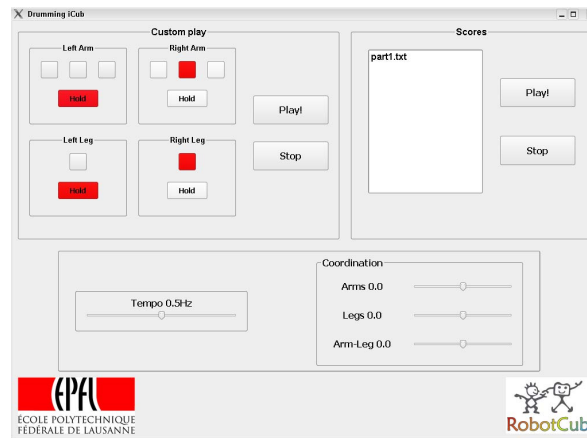 Drumming iCub
Custom play
Left Arm
Hold
Right Arm
Hold
Left Leg
Hold
Right Leg
Hold
Play!
Stop
Scores
part1.txt
Play!
Stop
Tempo 0.5Hz
Coordination
Arms 0.0
Legs 0.0
Arm-Leg 0.0
EPFL
ÉCOLE POLYTECHNIQUE
FÉDÉRALE DE LAUSANNE
RobotCub